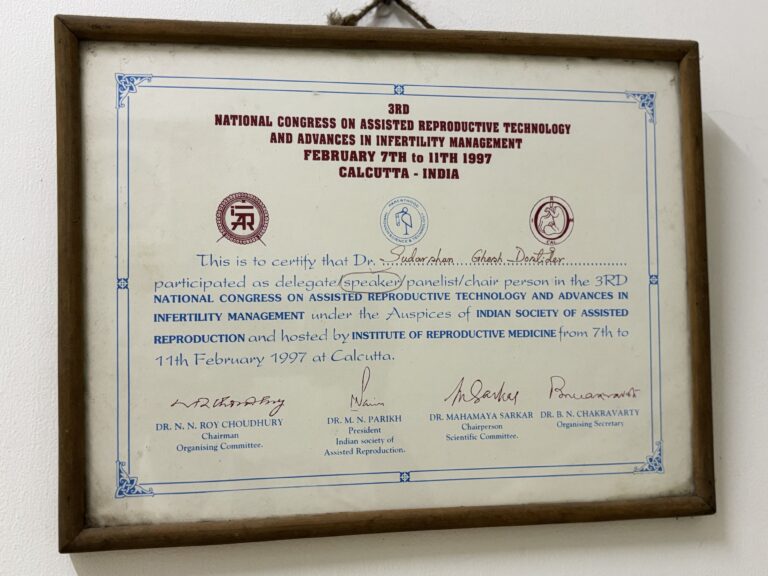 3RD
NATIONAL CONGRESS ON ASSISTED REPRODUCTIVE TECHNOLOGY
AND ADVANCES IN INFERTILITY MANAGEMENT
FEBRUARY 7TH to 11TH 1997
CALCUTTA - INDIA
This is to certify that Dr. Sudarshan Ghosh Dastidar
participated as delegate/speaker/panelist/chair person in the 3RD
NATIONAL CONGRESS ON ASSISTED REPRODUCTIVE TECHNOLOGY AND ADVANCES IN
INFERTILITY MANAGEMENT under the Auspices of INDIAN SOCIETY OF ASSISTED
REPRODUCTION and hosted by INSTITUTE OF REPRODUCTIVE MEDICINE from 7th to
11th February 1997 at Calcutta.
DR. N. N. ROY CHOUDHURY
Chairman
Organising Committee.
DR. M. N. PARIKH
President
Indian society of
Assisted Reproduction.
MSarkar
DR. MAHAMAYA SARKAR
Chairperson
Scientific Committee.
DR. B. N. CHAKRAVARTY
Organising Secretary